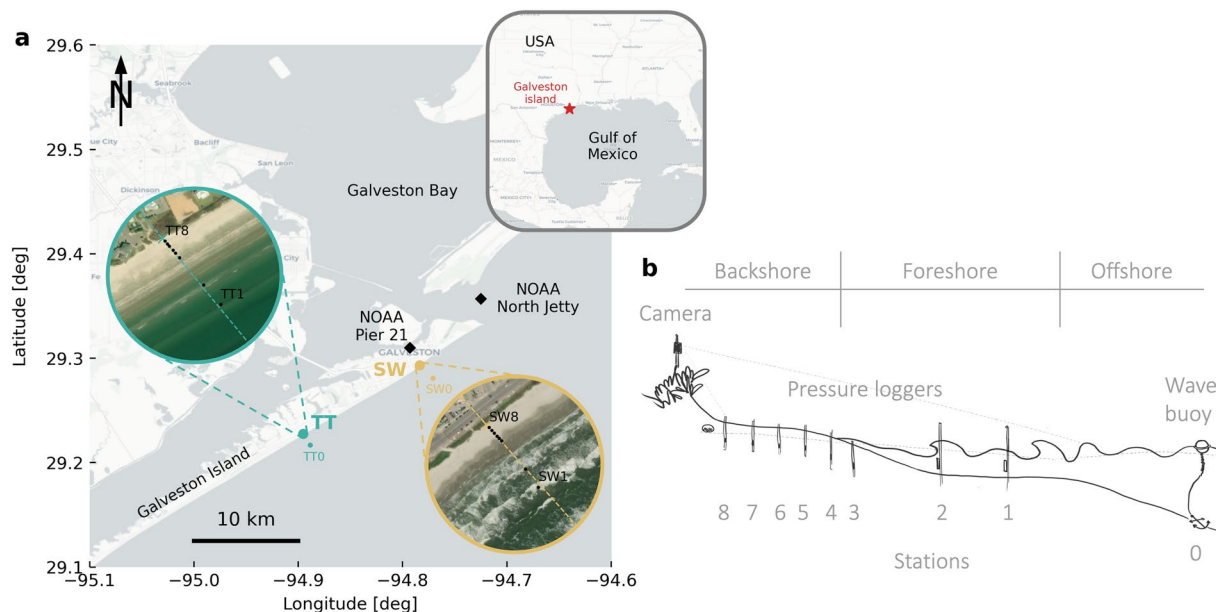 a
29.6
29.5
29.4
29.3
29.2
29.1
Latitude [deg]
−95.1
−95.0
−94.9
−94.8
−94.7
−94.6
Longitude [deg]
N
Seabrook
Bacliff
San Leon
Dickinson
Galveston Bay
TT8
TT1
NOAA
Pier 21
NOAA
North Jetty
GALVESTON
SW
SW0
TT
TT0
SW8
SW1
Galveston Island
10 km
USA
Galveston
island
Gulf of
Mexico
MEXICO
b
Backshore
Foreshore
Offshore
Camera
Pressure loggers
Wave
buoy
8
7
6
5
4
3
2
1
0
Stations